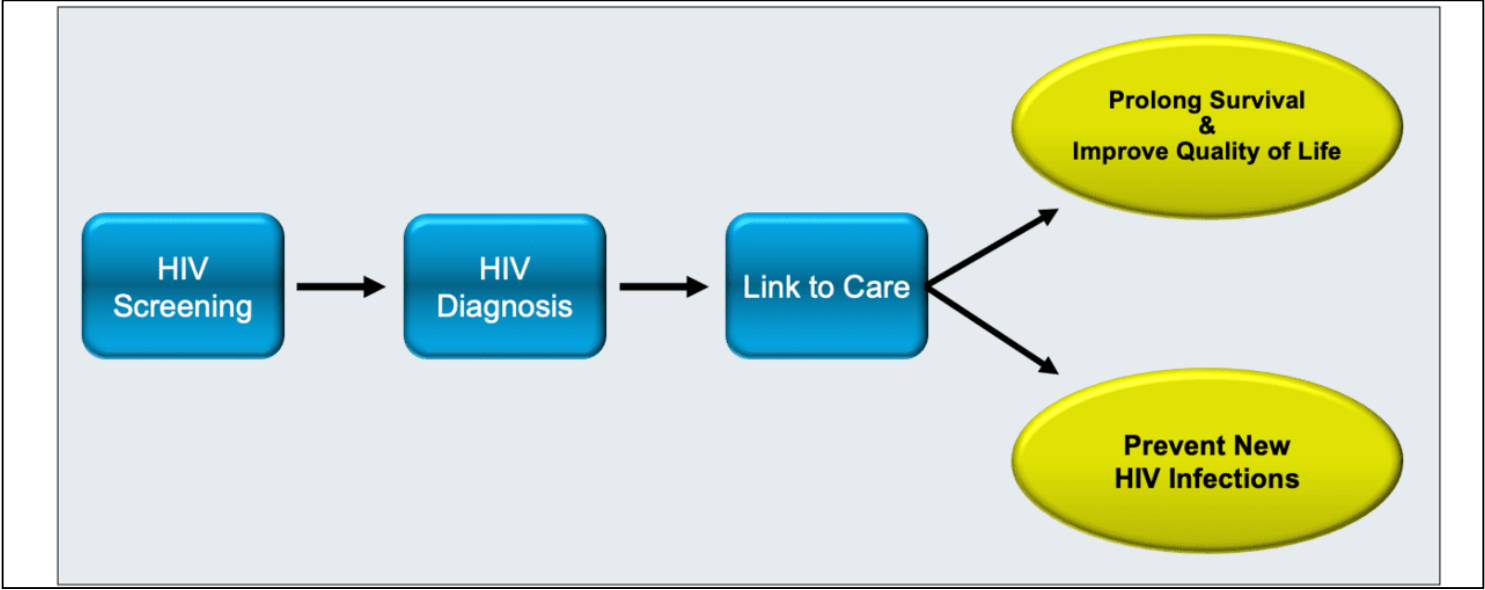 HIV
Screening
HIV
Diagnosis
Link to Care
Prolong Survival
&
Improve Quality of Life
Prevent New
HIV Infections